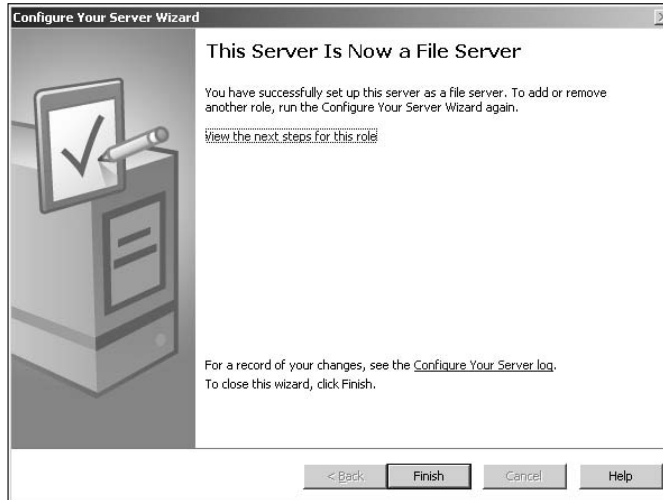 Configure Your Server Wizard
This Server Is Now a File Server
You have successfully set up this server as a file server. To add or remove
another role, run the Configure Your Server Wizard again.
View the next steps for this role
For a record of your changes, see the Configure Your Server log.
To close this wizard, click Finish.
< Back Finish Cancel Help